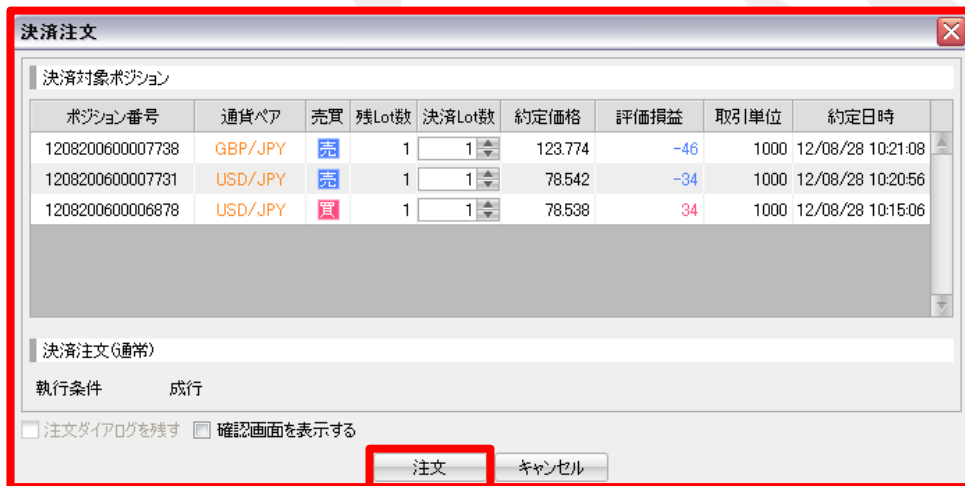 決済注文
決済対象ポジション
ポジション番号 通貨ペア 売買 残Lot数 決済Lot数 約定価格 評価損益 取引単位 約定日時
1208200600007738 GBP/JPY 売 1 1 123.774 -46 1000 12/08/28 10:21:08
1208200600007731 USD/JPY 売 1 1 78.542 -34 1000 12/08/28 10:20:56
1208200600006878 USD/JPY 買 1 1 78.538 34 1000 12/08/28 10:15:06
決済注文(通常)
執行条件 成行
注文ダイアログを残す 確認画面を表示する
注文 キャンセル